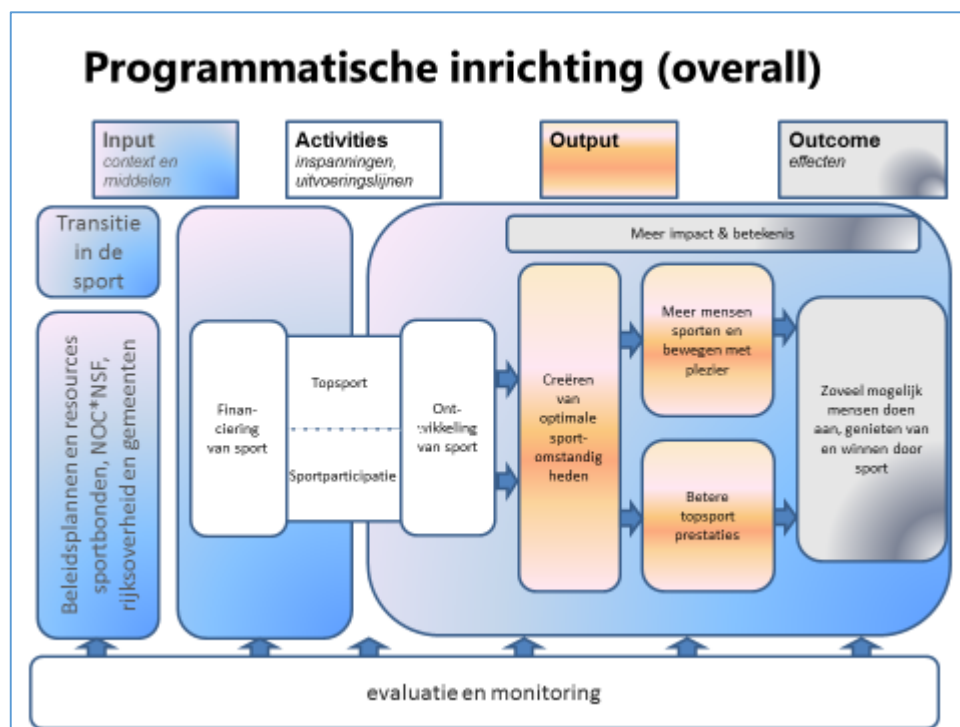 Programmatische inrichting (overall)
Input
context en
middelen
Activities
inspanningen,
uitvoeringslijnen
Output
Outcome
effecten
Transitie
in de
sport
Beleidsplannen en resources
sportbonden, NOC*NSF,
rijksoverheid en gemeenten
Finan-
ciering
van sport
Topsport
Sportparticipatie
Ont-
wikkeling
van sport
Meer impact & betekenis
Creëren
van
optimale
sport-
omstandig
heden
Meer mensen
sporten en
bewegen met
plezier
Betere
topsport
prestaties
Zoveel mogelijk
mensen doen
aan, genieten van
en winnen door
sport
evaluatie en monitoring